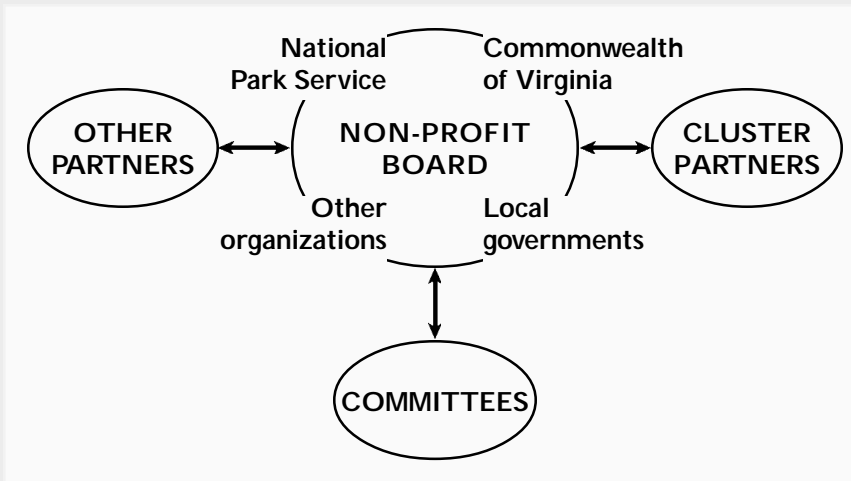 National
Park Service
Commonwealth
of Virginia
OTHER
PARTNERS
NON-PROFIT
BOARD
CLUSTER
PARTNERS
Other
organizations
Local
governments
COMMITTEES